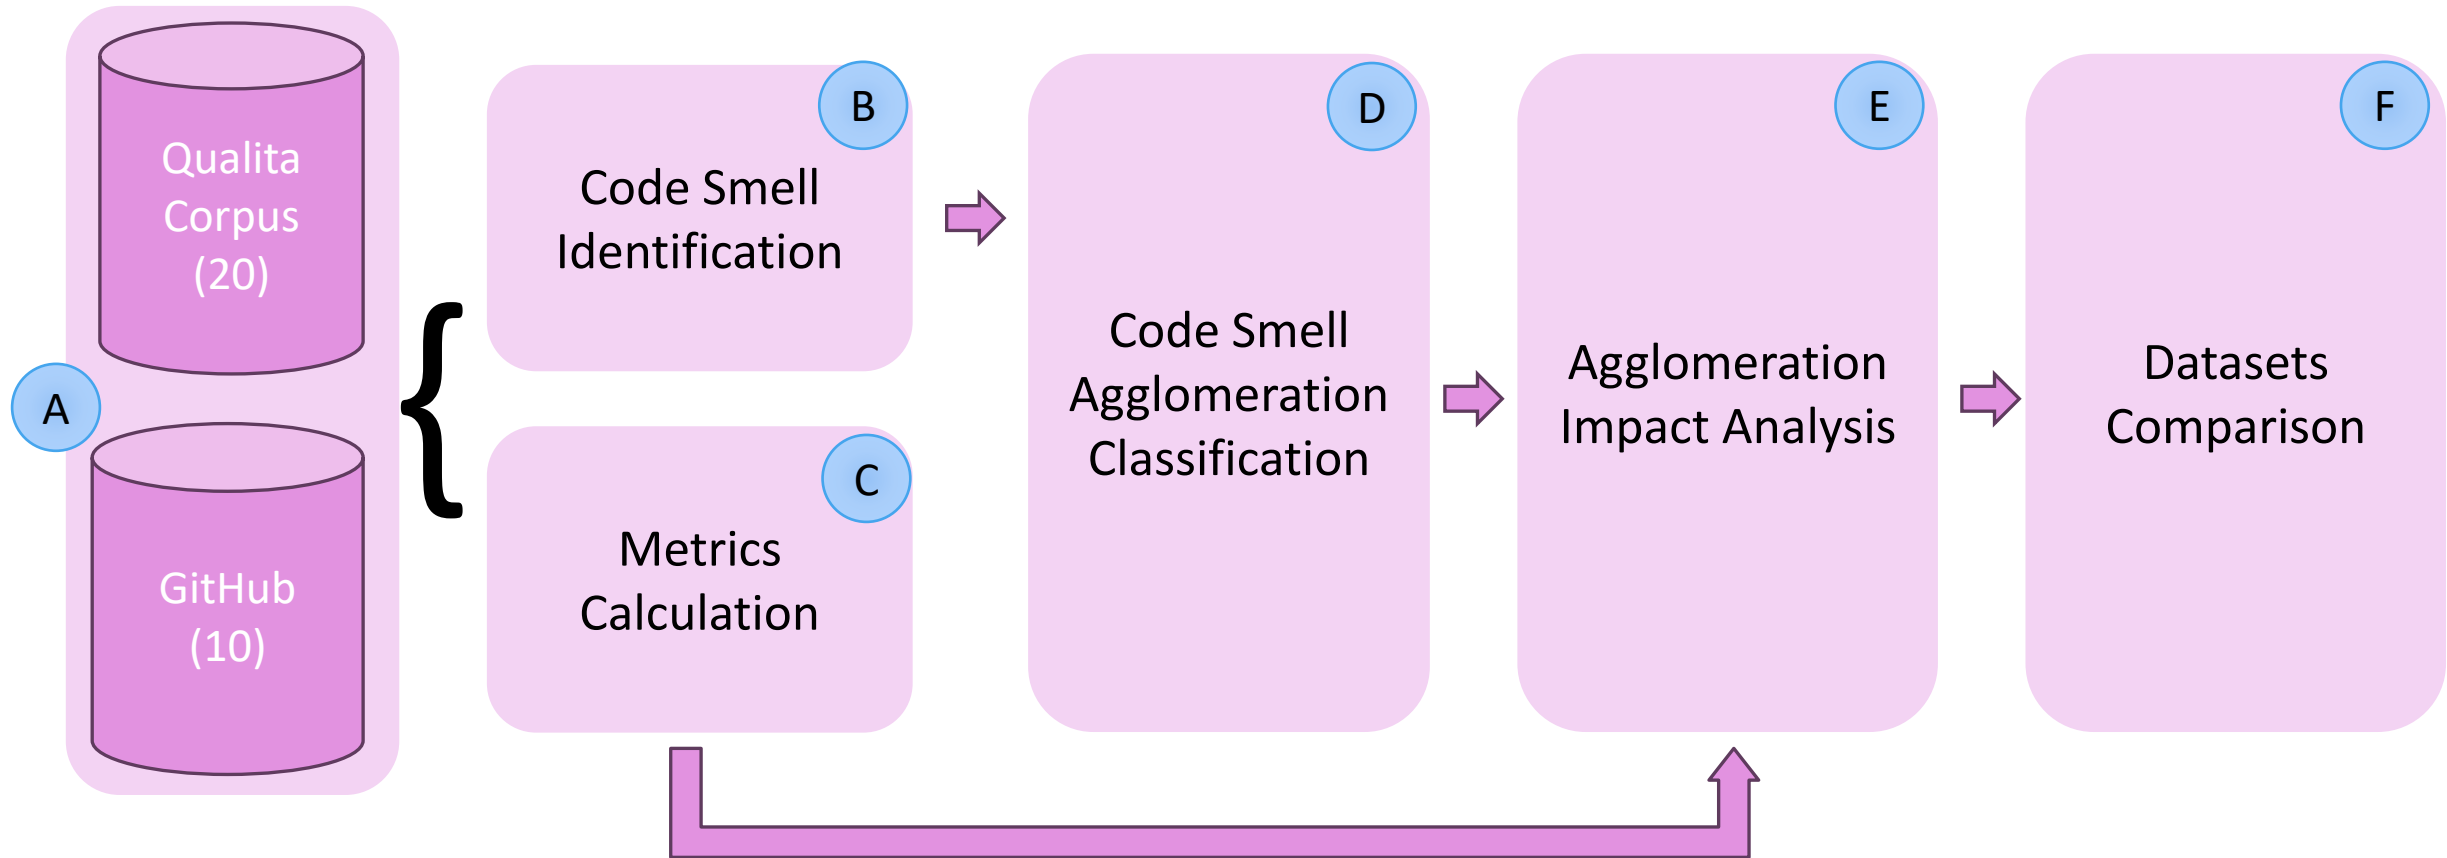 A
Qualita
Corpus
(20)
GitHub
(10)
B
Code Smell
Identification
C
Metrics
Calculation
D
Code Smell
Agglomeration
Classification
E
Agglomeration
Impact Analysis
F
Datasets
Comparison